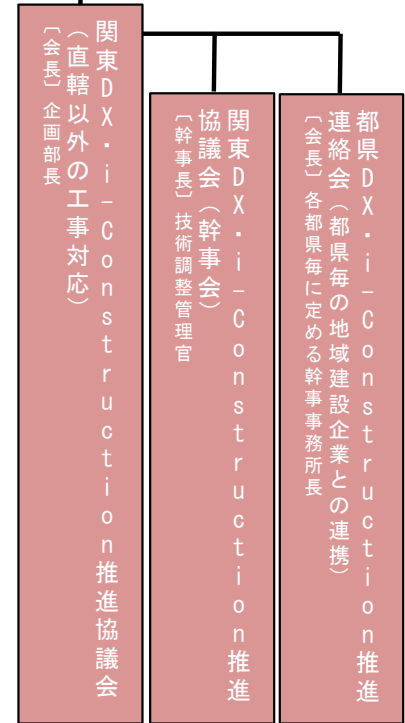 関東DX・i-Construction推進協議会
（直轄以外の工事対応）
〔会長〕企画部長
関東DX・i-Construction推進
協議会（幹事会）
〔幹事長〕技術調整管理官
都県DX・i-Construction推進
連絡会（都県毎の地域建設企業との連携）
〔会長〕各都県毎に定める幹事事務所長